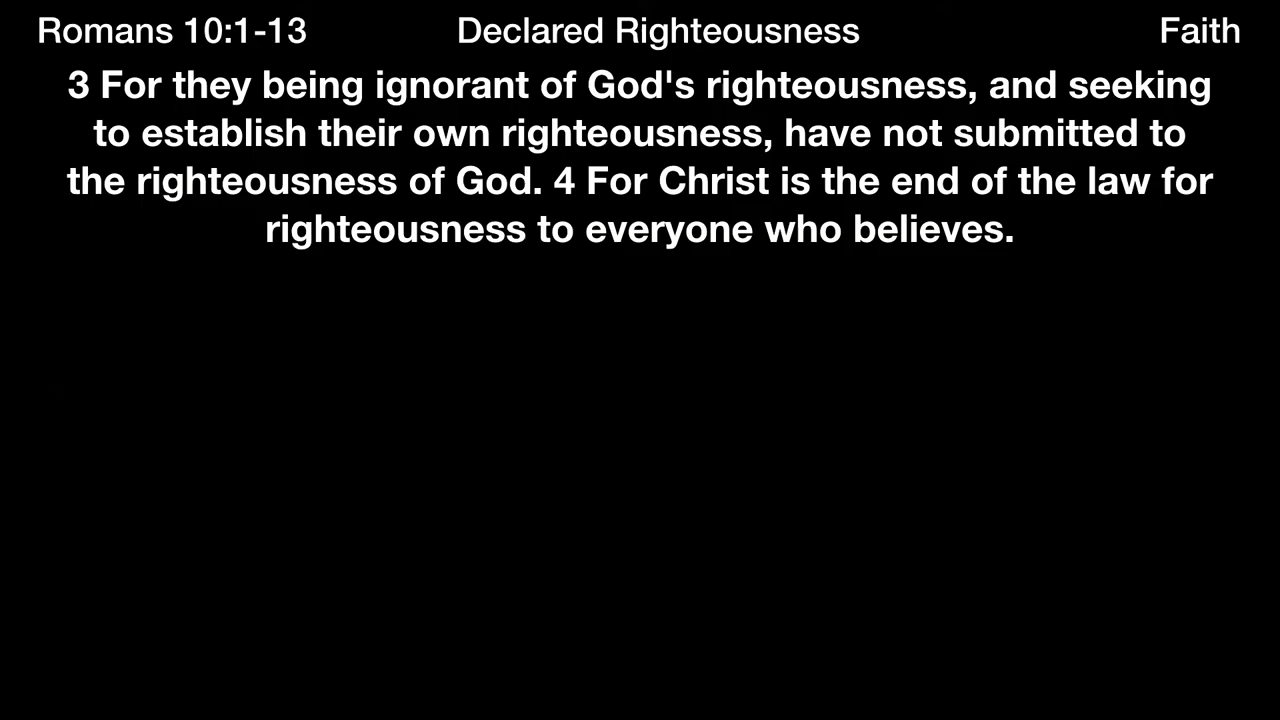 Romans 10:1-13 Declared Righteousness Faith
3 For they being ignorant of God's righteousness, and seeking
to establish their own righteousness, have not submitted to
the righteousness of God. 4 For Christ is the end of the law for
righteousness to everyone who believes.